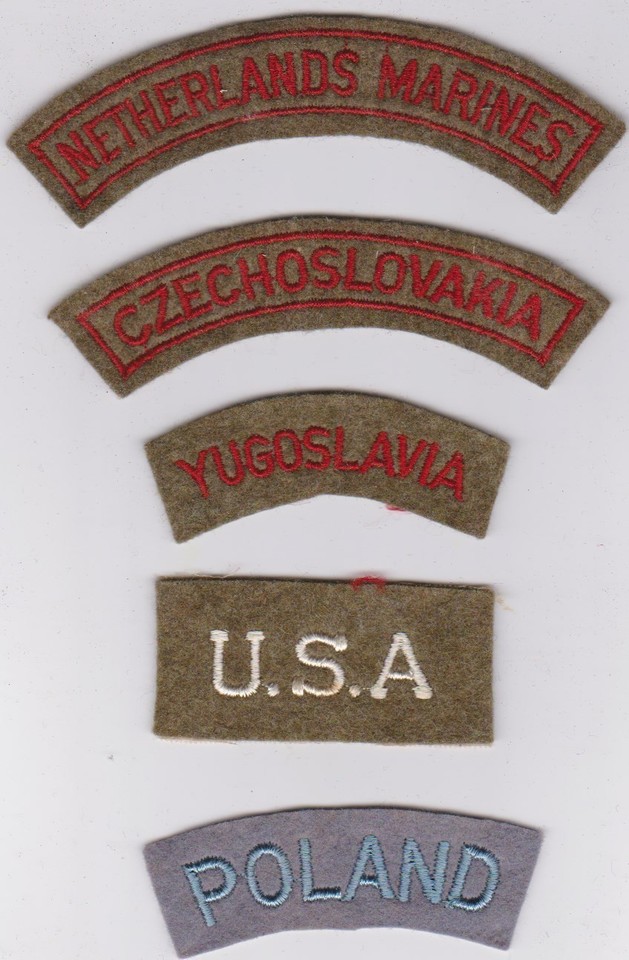 NETHERLANDS MARINES
CZECHOSLOVAKIA
YUGOSLAVIA
U.S.A
POLAND